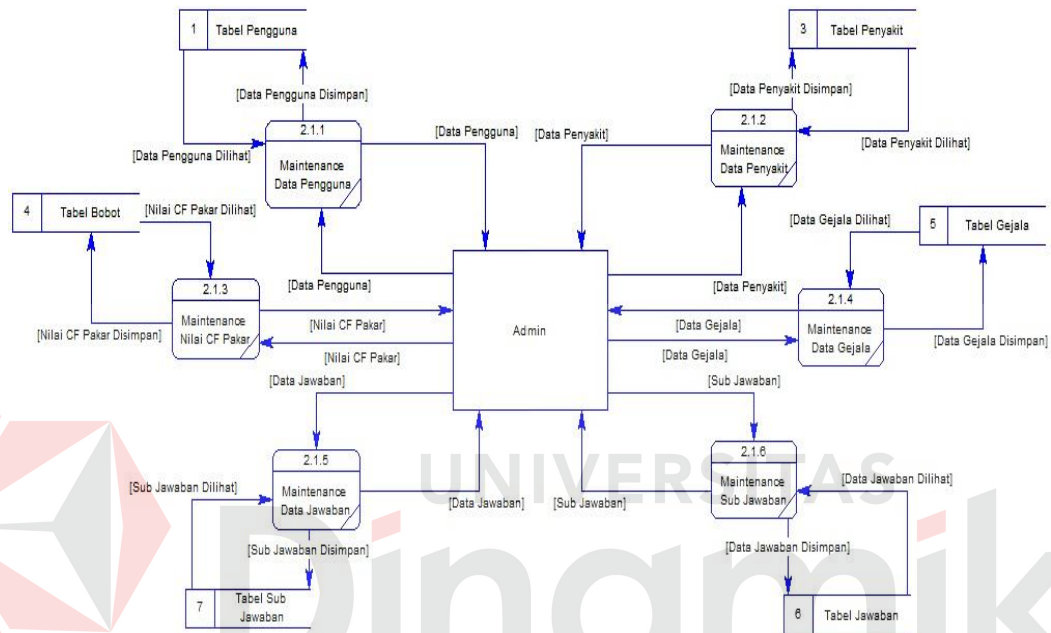 1 Tabel Pengguna
3 Tabel Penyakit
[Data Pengguna Disimpan]
[Data Penyakit Disimpan]
2.1.1
Maintenance
Data Pengguna
[Data Pengguna]
[Data Penyakit]
2.1.2
Maintenance
Data Penyakit
[Data Pengguna Dilihat]
[Data Penyakit Dilihat]
4 Tabel Bobot
[Nilai CF Pakar Dilihat]
[Data Gejala Dilihat]
5 Tabel Gejala
[Data Pengguna]
[Data Penyakit]
2.1.3
Maintenance
Nilai CF Pakar
[Nilai CF Pakar Disimpan]
[Nilai CF Pakar]
[Nilai CF Pakar]
Admin
[Data Gejala]
[Data Gejala]
2.1.4
Maintenance
Data Gejala
[Data Gejala Disimpan]
[Data Jawaban]
[Sub Jawaban]
2.1.5
Maintenance
Data Jawaban
[Sub Jawaban Dilihat]
[Data Jawaban]
[Sub Jawaban]
2.1.6
Maintenance
Sub Jawaban
[Data Jawaban Dilihat]
[Sub Jawaban Disimpan]
[Data Jawaban Disimpan]
7 Tabel Sub
Jawaban
6 Tabel Jawaban
UNIVERSITAS
Dinamik